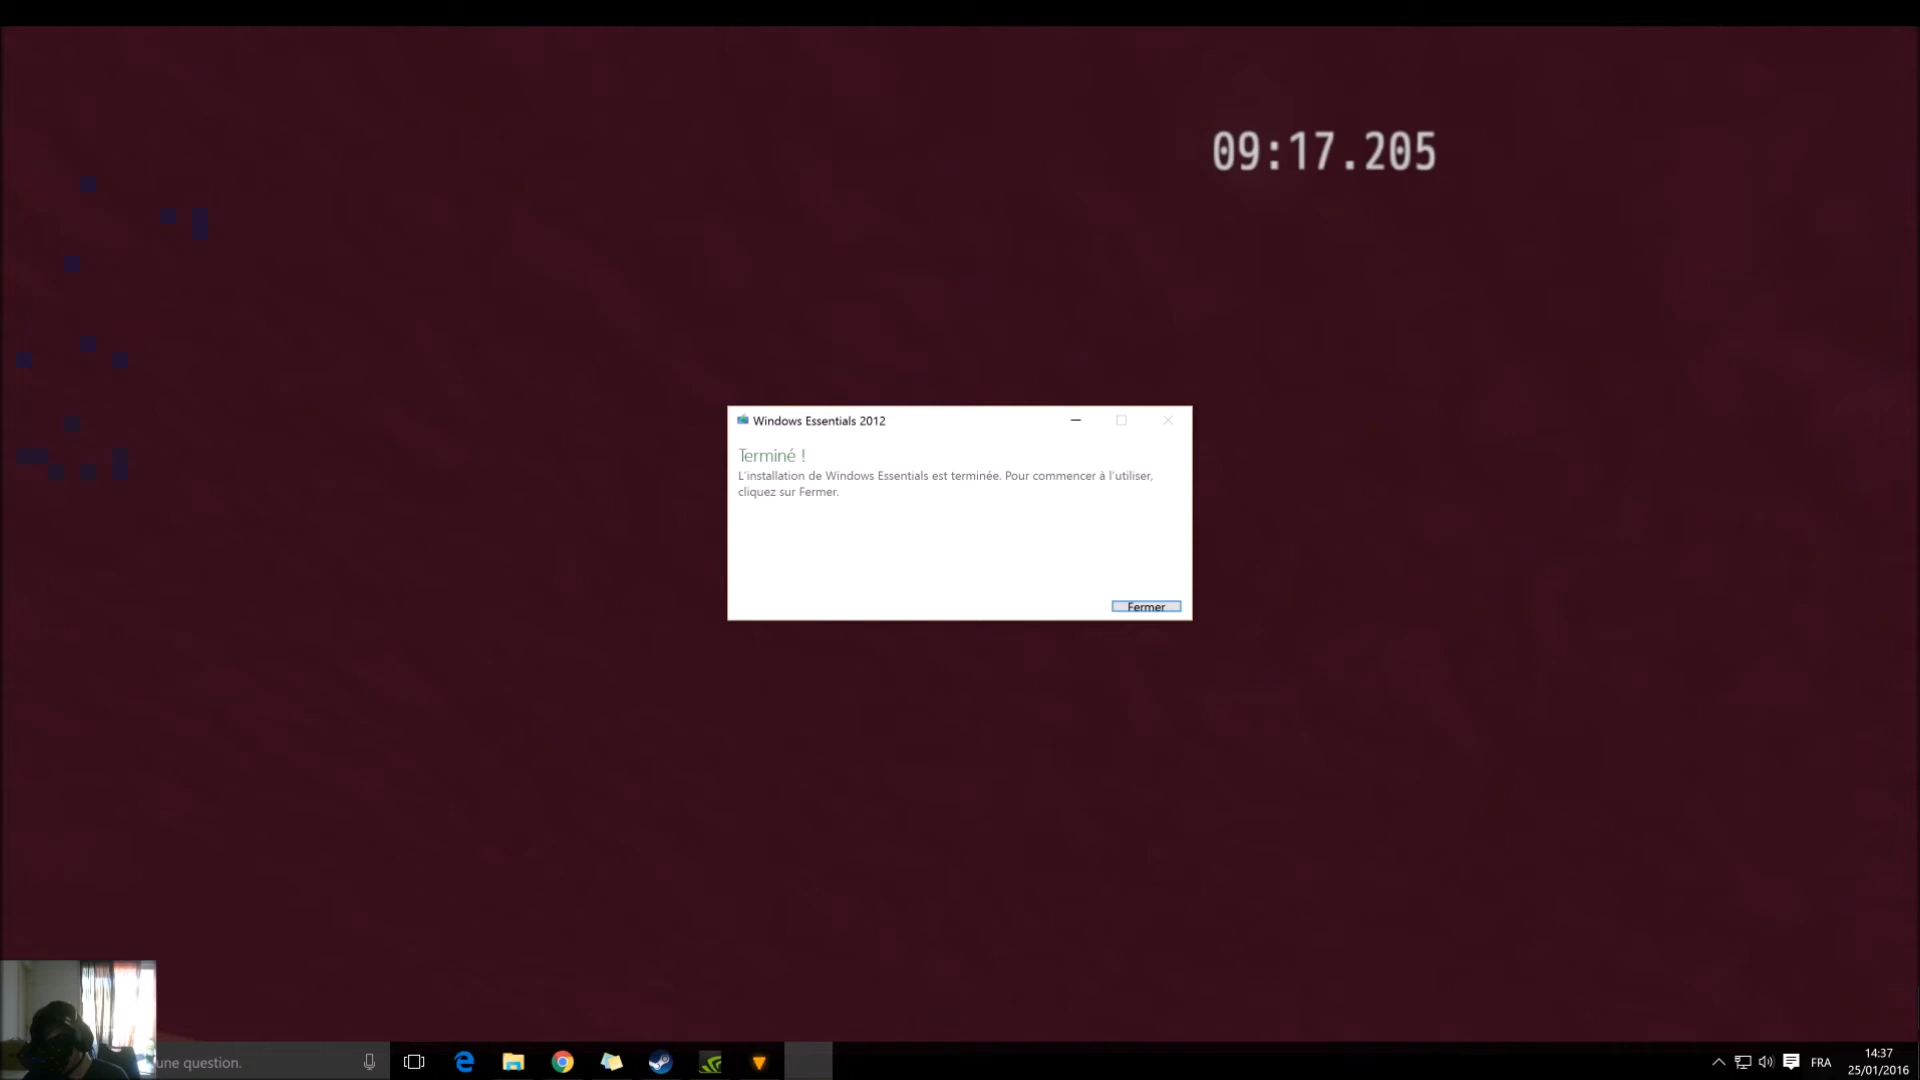 09:17.205
Windows Essentials 2012
Terminé !
L'installation de Windows Essentials est terminée. Pour commencer à l'utiliser,
cliquez sur Fermer.
Fermer
une question.
FRA
14:37
25/01/2016